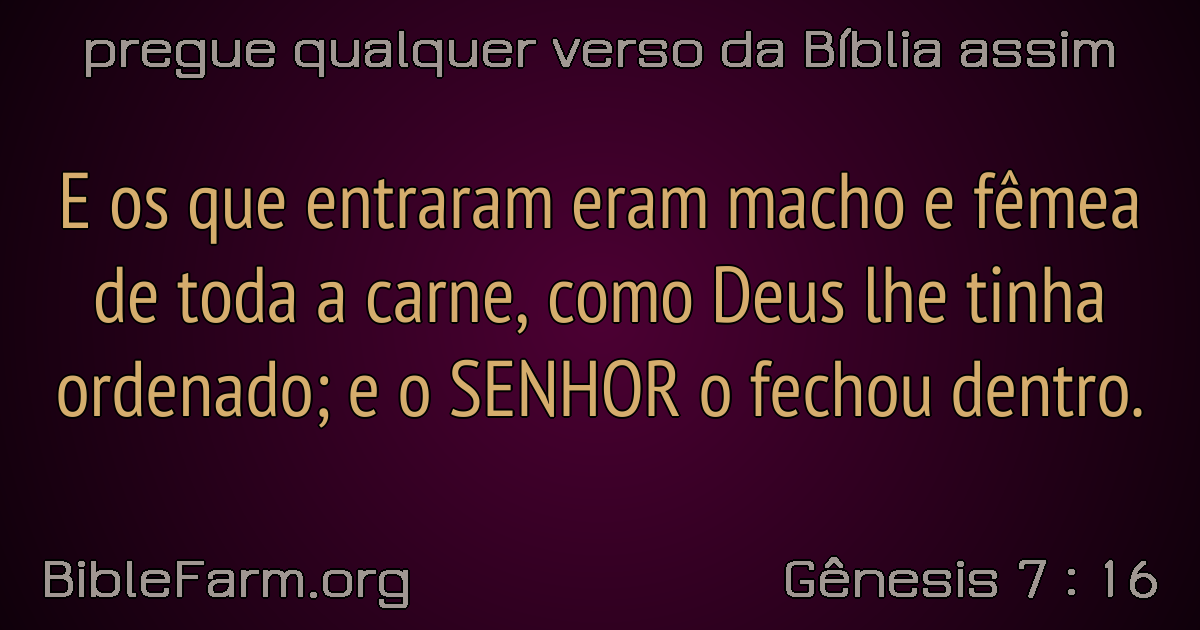 pregue qualquer verso da Bíblia assim
E os que entraram eram macho e fêmea
de toda a carne, como Deus lhe tinha
ordenado; e o SENHOR o fechou dentro.
BibleFarm.org
Gênesis 7 : 16